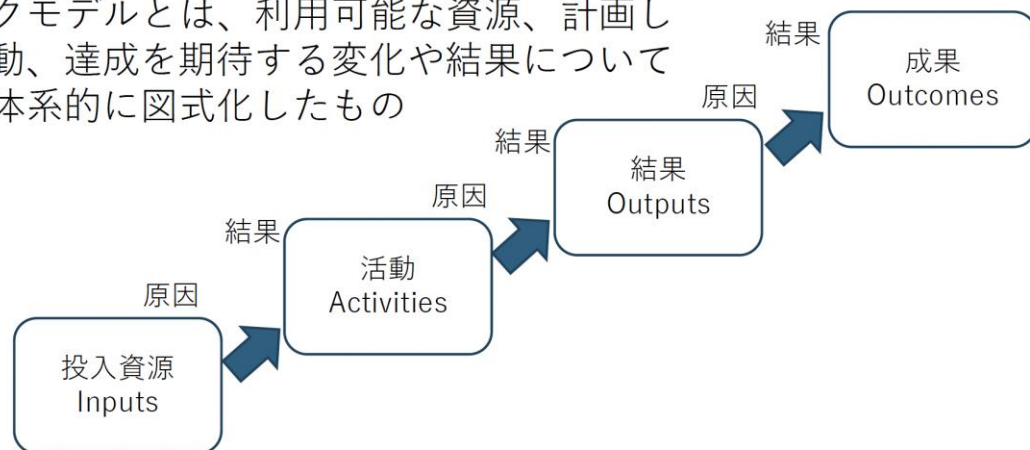 クモデルとは、利用可能な資源、計画し
動、達成を期待する変化や結果について
体系的に図式化したもの
結果
成果
Outcomes
原因
結果
結果
Outputs
原因
結果
活動
Activities
原因
投入資源
Inputs